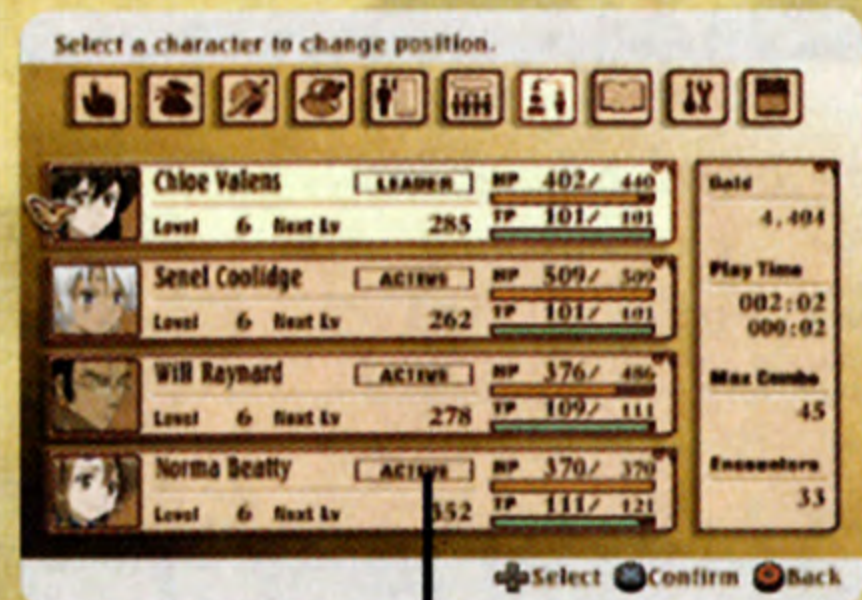 Select a character to change position.
Chloe Valens LEADER HP 402/ 440
Level 6 Next Lv 285 TP 101/ 101
Senel Coolidge ACTIVE HP 509/ 509
Level 6 Next Lv 262 TP 101/ 101
Will Raynard ACTIVE HP 376/ 486
Level 6 Next Lv 278 TP 109/ 111
Norma Beatty ACTIVE HP 370/ 370
Level 6 Next Lv 352 TP 111/ 121
Gald
4,404
Play Time
002:02
000:02
Max Combo
45
Encounters
33
Select Confirm Back